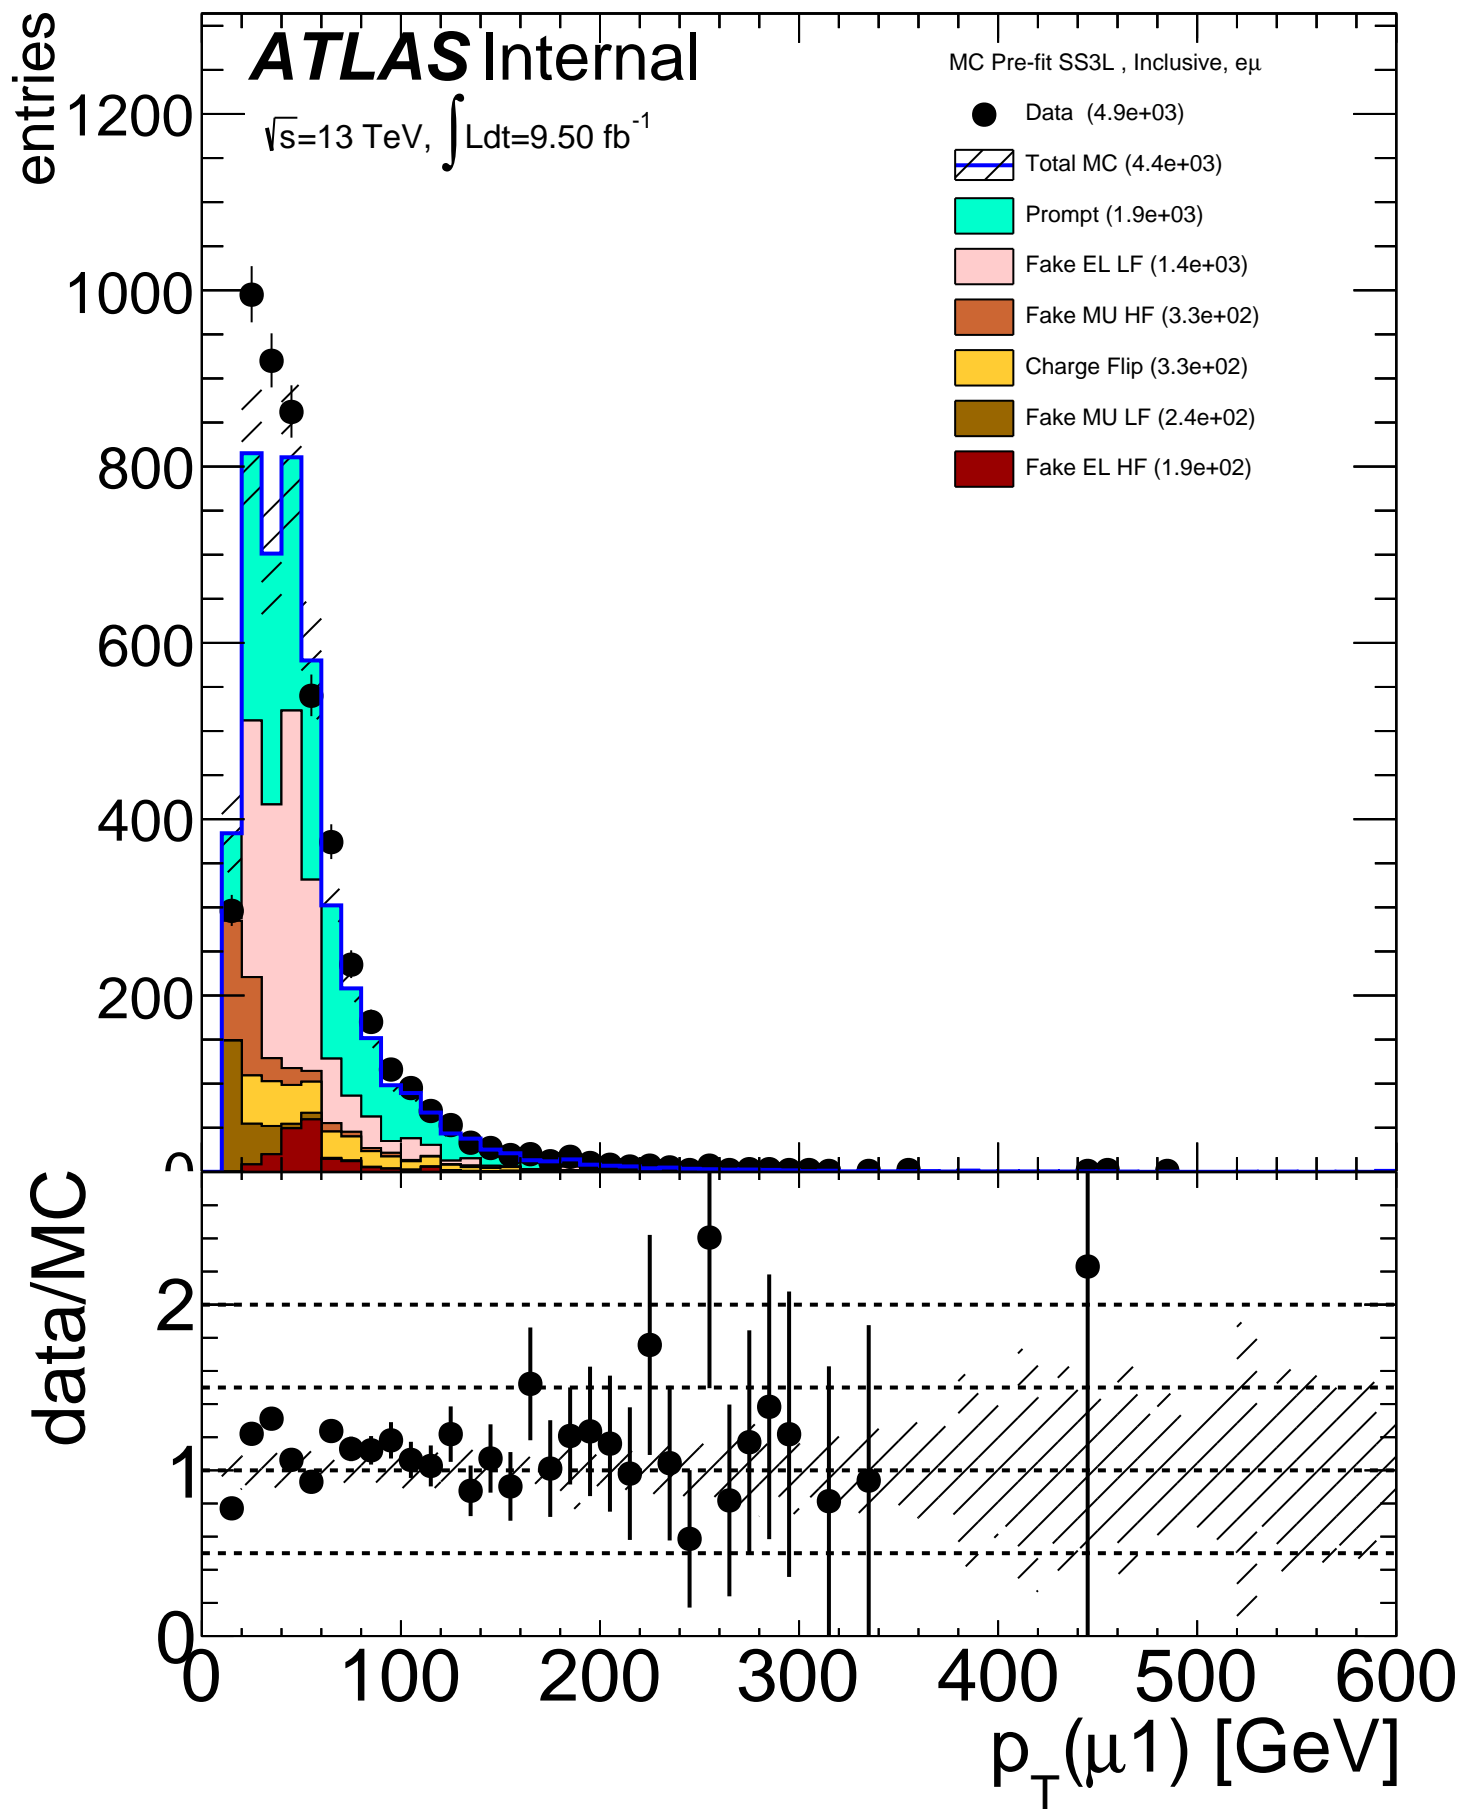 entries
ATLAS Internal
√s=13 TeV, ∫Ldt=9.50 fb-1
MC Pre-fit SS3L , Inclusive, eμ
Data (4.9e+03)
Total MC (4.4e+03)
Prompt (1.9e+03)
Fake EL LF (1.4e+03)
Fake MU HF (3.3e+02)
Charge Flip (3.3e+02)
Fake MU LF (2.4e+02)
Fake EL HF (1.9e+02)
1200
1000
800
600
400
200
0
data/MC
2
1
0
0 100 200 300 400 500 600
pT(μ1) [GeV]